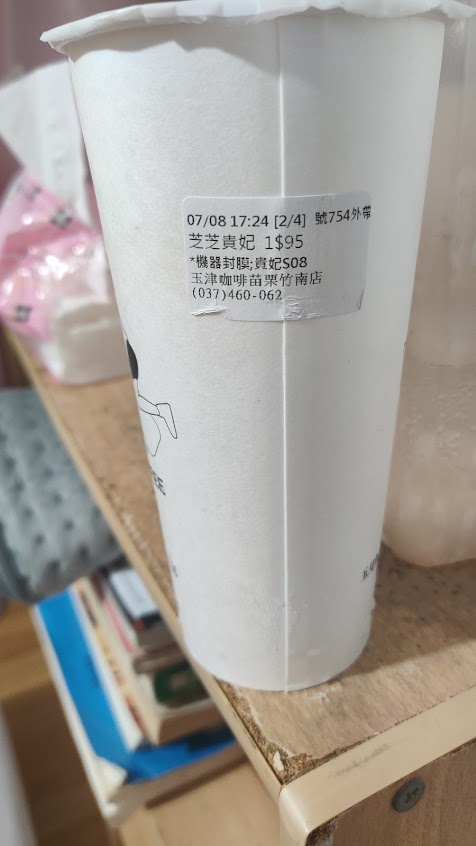 07/08 17:24 [2/4] 號754外帶
芝芝貴妃 1$95
*機器封膜;貴妃S08
玉津咖啡苗栗竹南店
(037)460-062